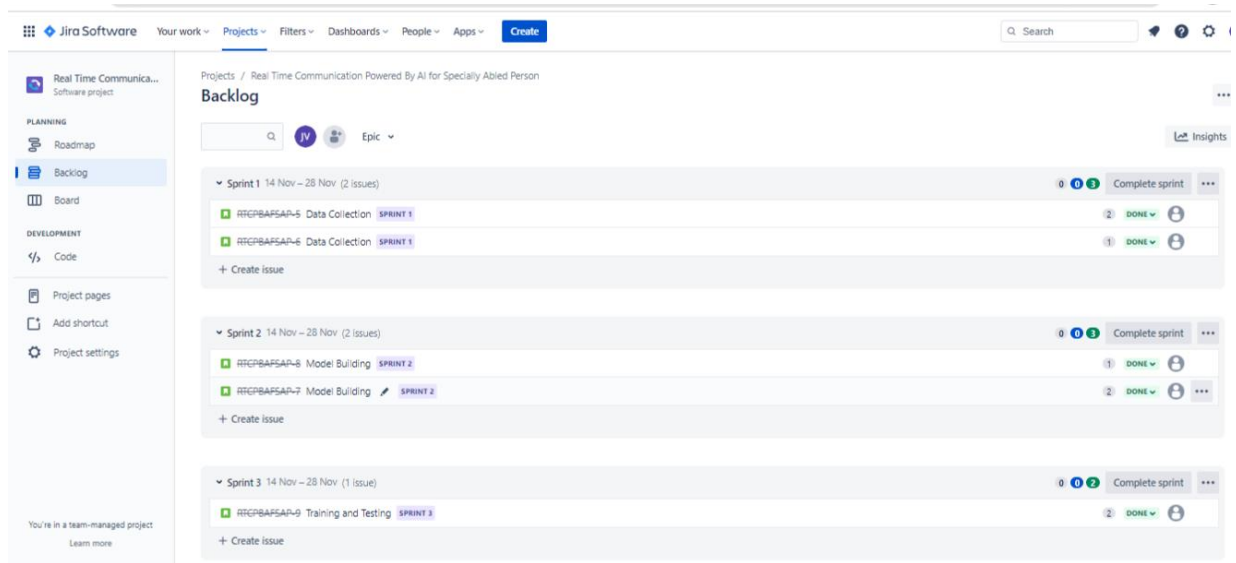 Jira Software Your work Projects Filters Dashboards People Apps Create Search
Real Time Communica...
Software project
PLANNING
Roadmap
Backlog
Board
DEVELOPMENT
Code
Project pages
Add shortcut
Project settings
You're in a team-managed project
Learn more
Projects / Real Time Communication Powered By AI for Specially Abled Person
Backlog
JV Epic Insights
Sprint 1 14 Nov – 28 Nov (2 issues) 0 0 3 Complete sprint
RTCPBAFSAP-5 Data Collection SPRINT 1 2 DONE
RTCPBAFSAP-6 Data Collection SPRINT 1 1 DONE
+ Create issue
Sprint 2 14 Nov – 28 Nov (2 issues) 0 0 3 Complete sprint
RTCPBAFSAP-8 Model Building SPRINT 2 1 DONE
RTCPBAFSAP-7 Model Building SPRINT 2 2 DONE
+ Create issue
Sprint 3 14 Nov – 28 Nov (1 issue) 0 0 2 Complete sprint
RTCPBAFSAP-9 Training and Testing SPRINT 3 2 DONE
+ Create issue